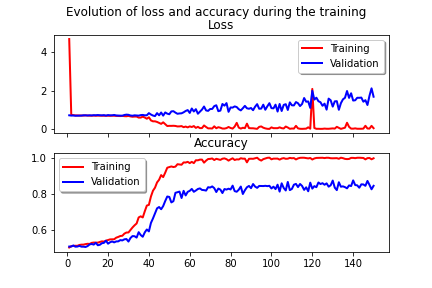 Evolution of loss and accuracy during the training
Loss
4
2
0
Training
Validation
Accuracy
1.0
0.8
0.6
Training
Validation
0 20 40 60 80 100 120 140